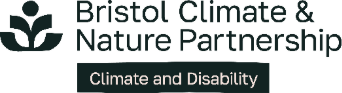 Bristol Climate &
Nature Partnership
Climate and Disability